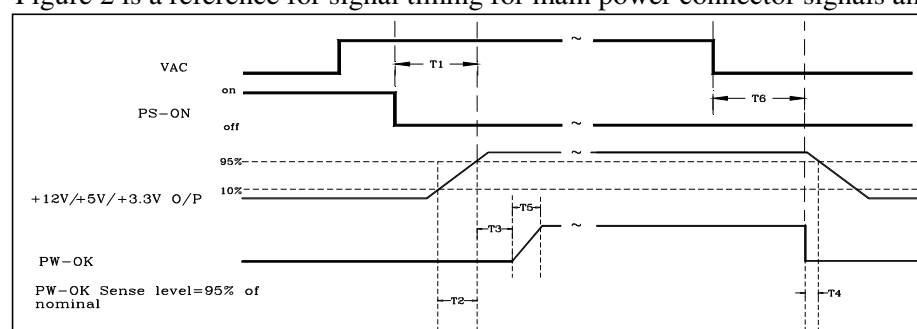 Figure 2 is a reference for signal timing for main power connector signals an
VAC
T1
T6
on
PS-ON
off
95%
10%
+12V/+5V/+3.3V O/P
T5
T3
PW-OK
PW-OK Sense level=95% of
nominal
T2
T4